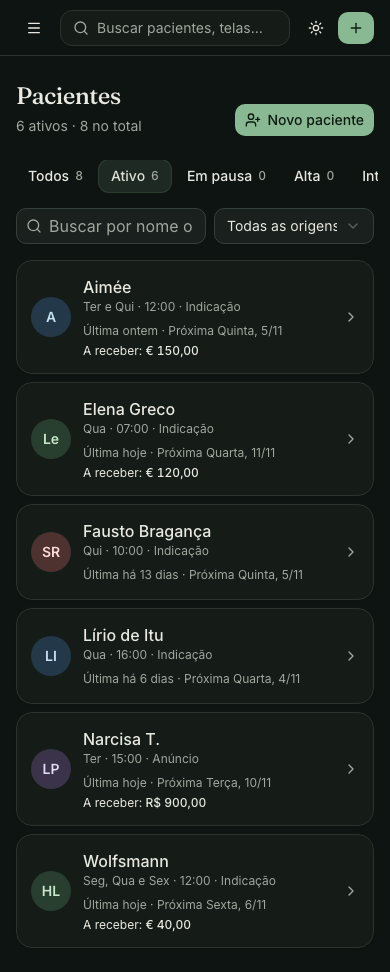 Buscar pacientes, telas...
Pacientes
6 ativos · 8 no total
Novo paciente
Todos 8 Ativo 6 Em pausa 0 Alta 0 Int
Buscar por nome o
Todas as origens
A
Aimée
Ter e Qui · 12:00 · Indicação
Última ontem · Próxima Quinta, 5/11
A receber: € 150,00
Le
Elena Greco
Qua · 07:00 · Indicação
Última hoje · Próxima Quarta, 11/11
A receber: € 120,00
SR
Fausto Bragança
Qui · 10:00 · Indicação
Última há 13 dias · Próxima Quinta, 5/11
LI
Lírio de Itu
Qua · 16:00 · Indicação
Última há 6 dias · Próxima Quarta, 4/11
LP
Narcisa T.
Ter · 15:00 · Anúncio
Última hoje · Próxima Terça, 10/11
A receber: R$ 900,00
HL
Wolfsmann
Seg, Qua e Sex · 12:00 · Indicação
Última hoje · Próxima Sexta, 6/11
A receber: € 40,00